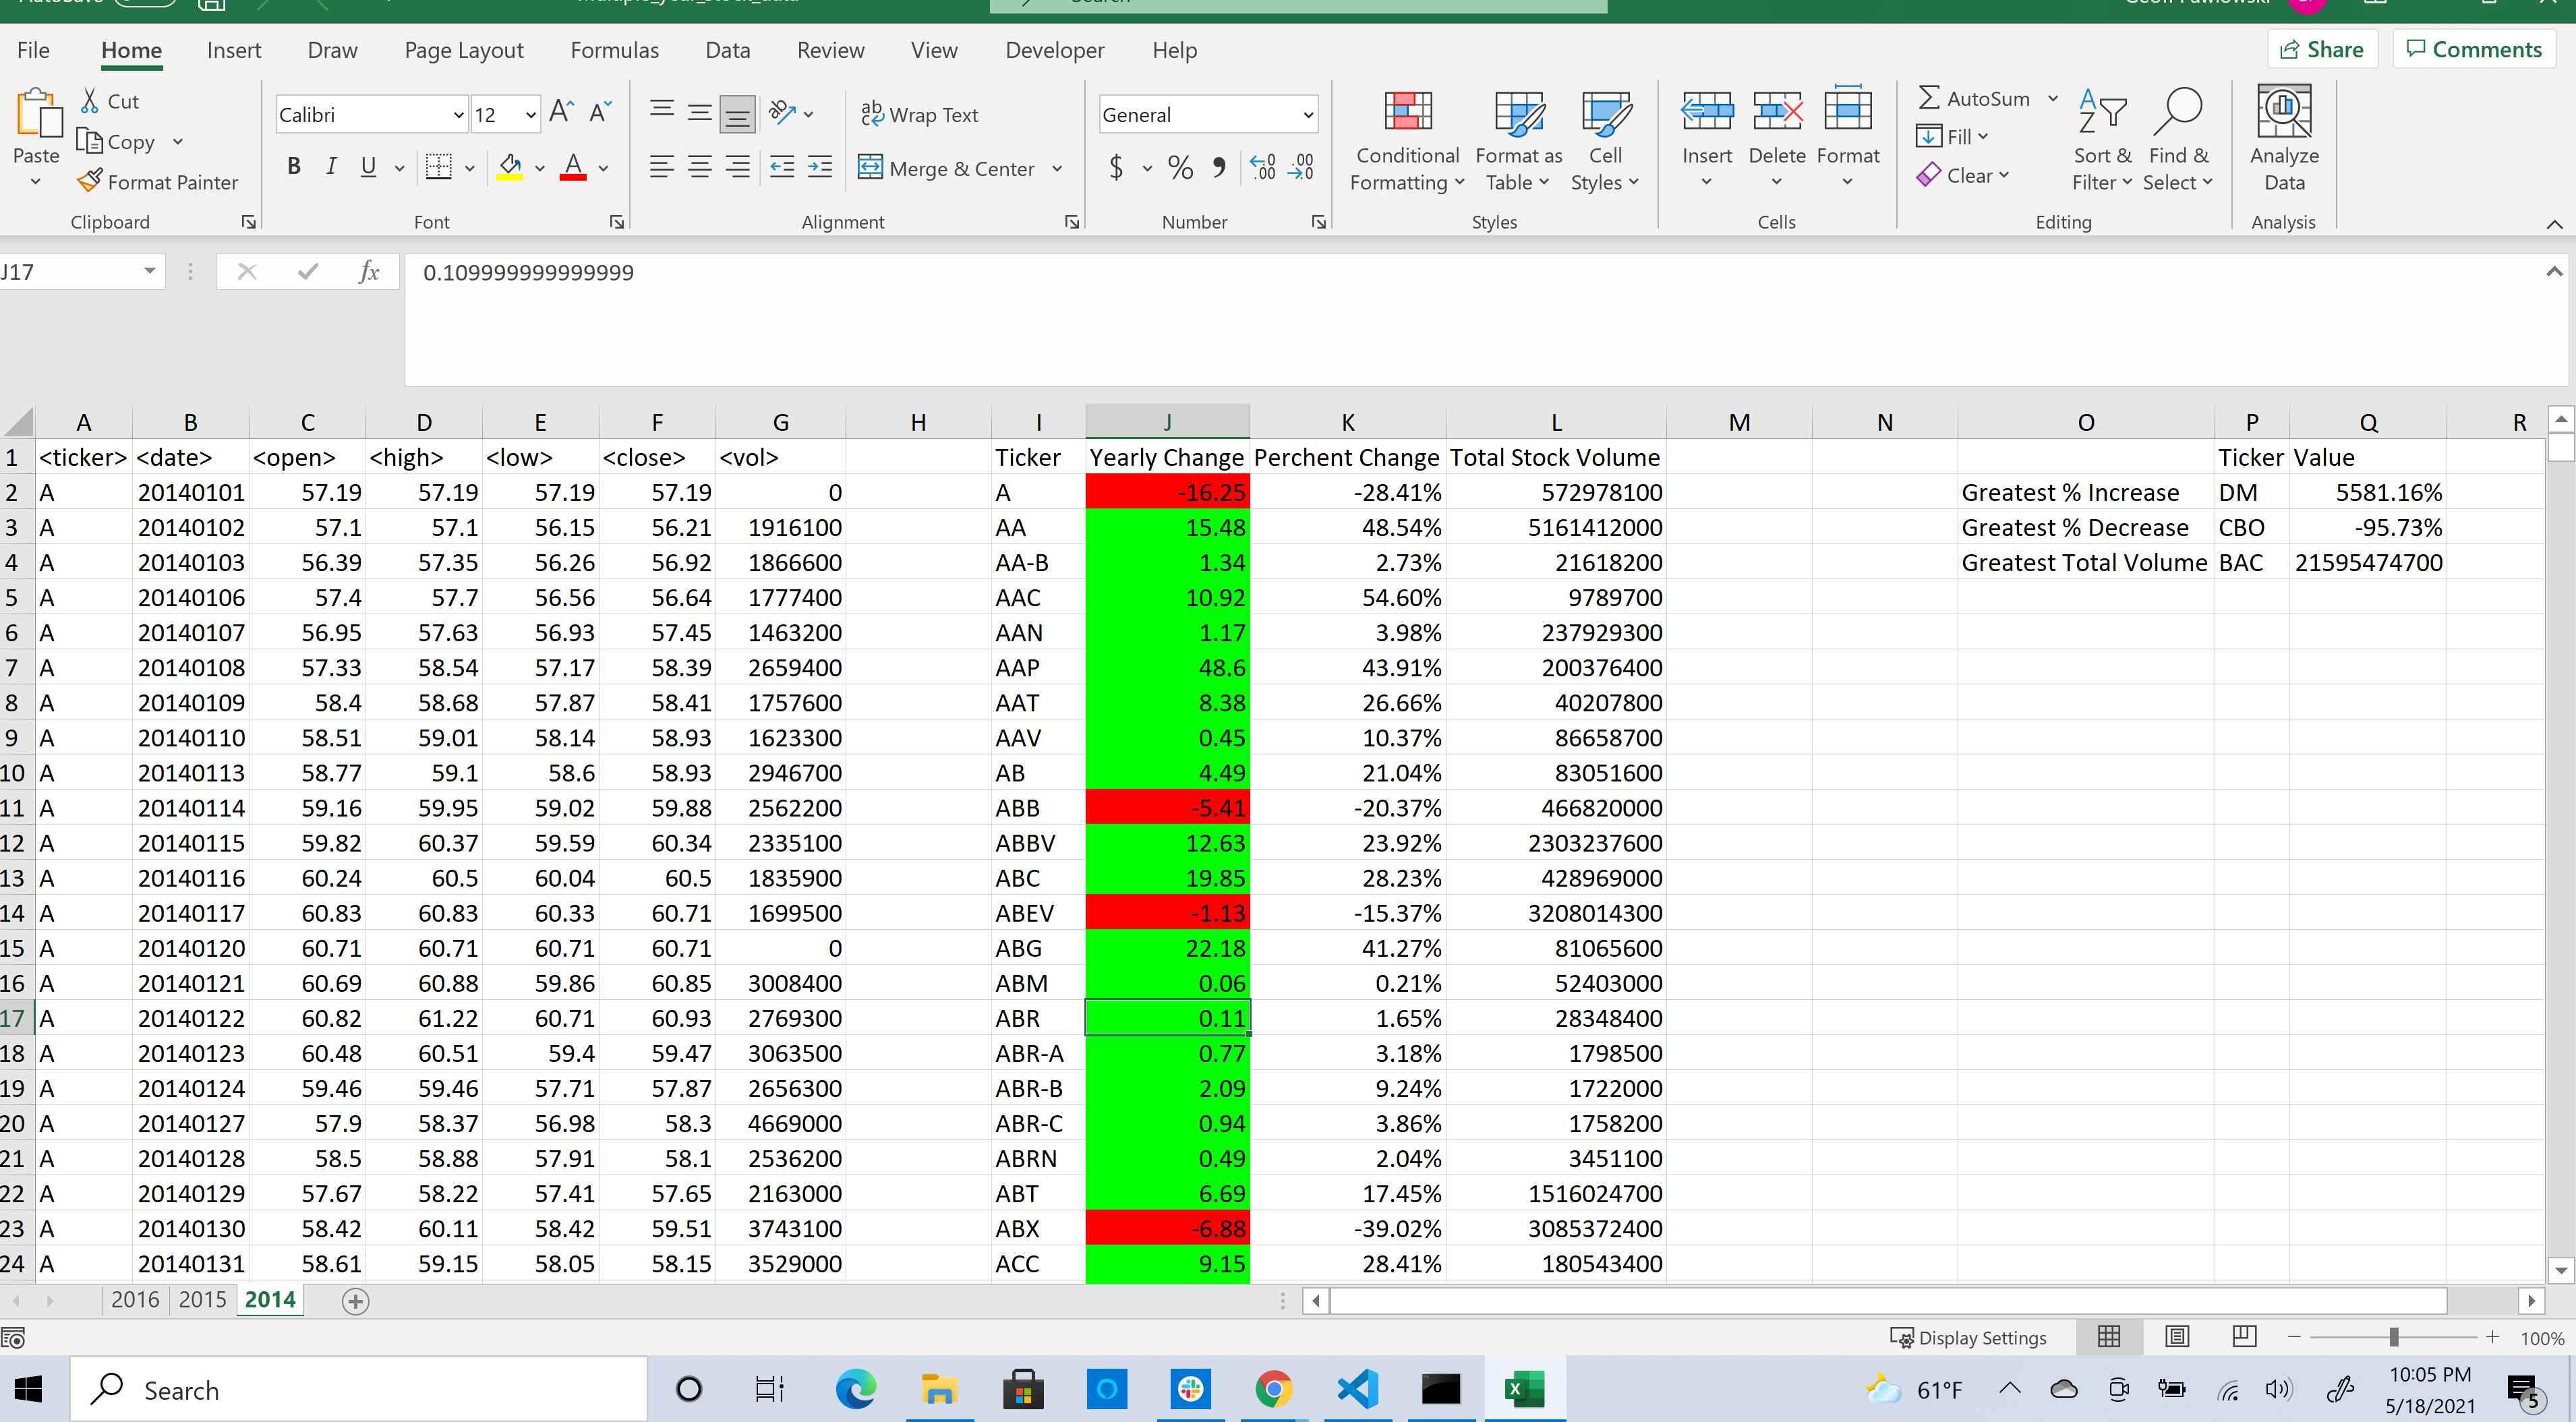 File Home Insert Draw Page Layout Formulas Data Review View Developer Help Share Comments
Paste
Cut
Copy
Format Painter
Clipboard
Calibri 12
B I U
Font
Wrap Text
Merge & Center
Alignment
General
$ % ,
Number
Conditional Formatting
Format as Table
Cell Styles
Styles
Insert Delete Format
Cells
AutoSum
Fill
Clear
Sort & Filter
Find & Select
Editing
Analyze Data
Analysis
J17 fx 0.109999999999999
A B C D E F G H I J K L M N O P Q R
1 <ticker> <date> <open> <high> <low> <close> <vol> Ticker Yearly Change Perchent Change Total Stock Volume Ticker Value
2 A 20140101 57.19 57.19 57.19 57.19 0 A -16.25 -28.41% 572978100 Greatest % Increase DM 5581.16%
3 A 20140102 57.1 57.1 56.15 56.21 1916100 AA 15.48 48.54% 5161412000 Greatest % Decrease CBO -95.73%
4 A 20140103 56.39 57.35 56.26 56.92 1866600 AA-B 1.34 2.73% 21618200 Greatest Total Volume BAC 21595474700
5 A 20140106 57.4 57.7 56.56 56.64 1777400 AAC 10.92 54.60% 9789700
6 A 20140107 56.95 57.63 56.93 57.45 1463200 AAN 1.17 3.98% 237929300
7 A 20140108 57.33 58.54 57.17 58.39 2659400 AAP 48.6 43.91% 200376400
8 A 20140109 58.4 58.68 57.87 58.41 1757600 AAT 8.38 26.66% 40207800
9 A 20140110 58.51 59.01 58.14 58.93 1623300 AAV 0.45 10.37% 86658700
10 A 20140113 58.77 59.1 58.6 58.93 2946700 AB 4.49 21.04% 83051600
11 A 20140114 59.16 59.95 59.02 59.88 2562200 ABB -5.41 -20.37% 466820000
12 A 20140115 59.82 60.37 59.59 60.34 2335100 ABBV 12.63 23.92% 2303237600
13 A 20140116 60.24 60.5 60.04 60.5 1835900 ABC 19.85 28.23% 428969000
14 A 20140117 60.83 60.83 60.33 60.71 1699500 ABEV -1.13 -15.37% 3208014300
15 A 20140120 60.71 60.71 60.71 60.71 0 ABG 22.18 41.27% 81065600
16 A 20140121 60.69 60.88 59.86 60.85 3008400 ABM 0.06 0.21% 52403000
17 A 20140122 60.82 61.22 60.71 60.93 2769300 ABR 0.11 1.65% 28348400
18 A 20140123 60.48 60.51 59.4 59.47 3063500 ABR-A 0.77 3.18% 1798500
19 A 20140124 59.46 59.46 57.71 57.87 2656300 ABR-B 2.09 9.24% 1722000
20 A 20140127 57.9 58.37 56.98 58.3 4669000 ABR-C 0.94 3.86% 1758200
21 A 20140128 58.5 58.88 57.91 58.1 2536200 ABRN 0.49 2.04% 3451100
22 A 20140129 57.67 58.22 57.41 57.65 2163000 ABT 6.69 17.45% 1516024700
23 A 20140130 58.42 60.11 58.42 59.51 3743100 ABX -6.88 -39.02% 3085372400
24 A 20140131 58.61 59.15 58.05 58.15 3529000 ACC 9.15 28.41% 180543400
2016 2015 2014
Display Settings 100%
Search 61°F 10:05 PM
5/18/2021 5